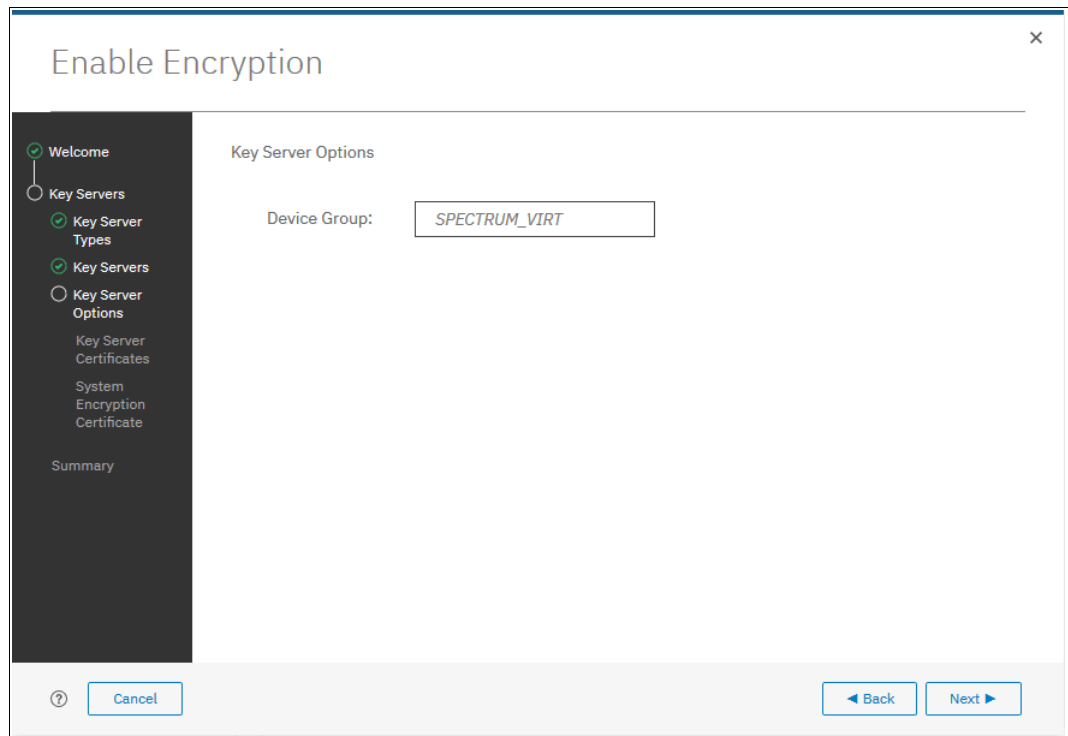 Enable Encryption
×
Welcome
Key Servers
Key Server
Types
Key Servers
Key Server
Options
Key Server
Certificates
System
Encryption
Certificate
Summary
Key Server Options
Device Group:
SPECTRUM_VIRT
?
Cancel
◄ Back
Next ►